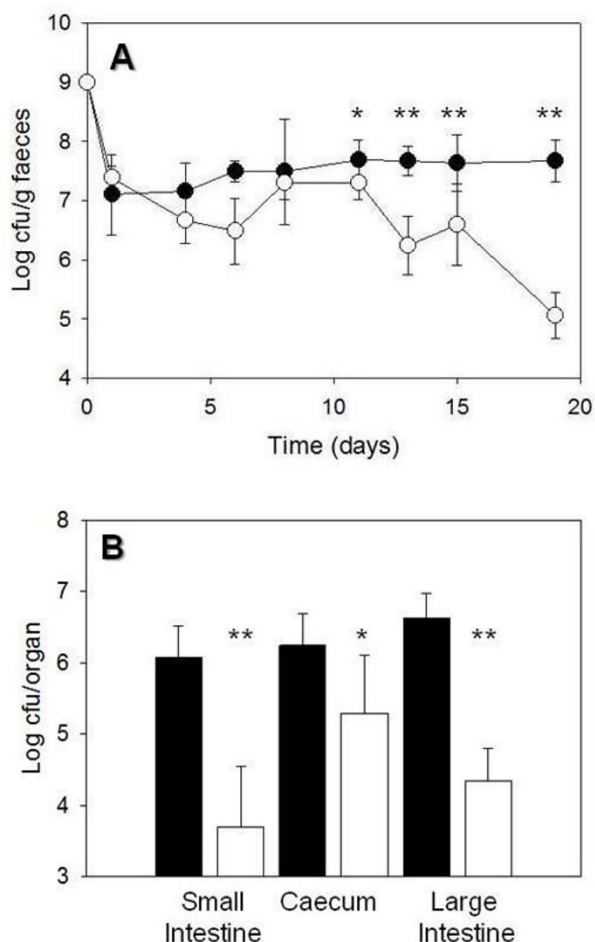 10
A
9
* ** ** **
8
7
6
5
4
Log cfu/g faeces
0 5 10 15 20
Time (days)
8
B
7
** * **
6
5
4
3
Log cfu/organ
Small Caecum Large
Intestine Intestine